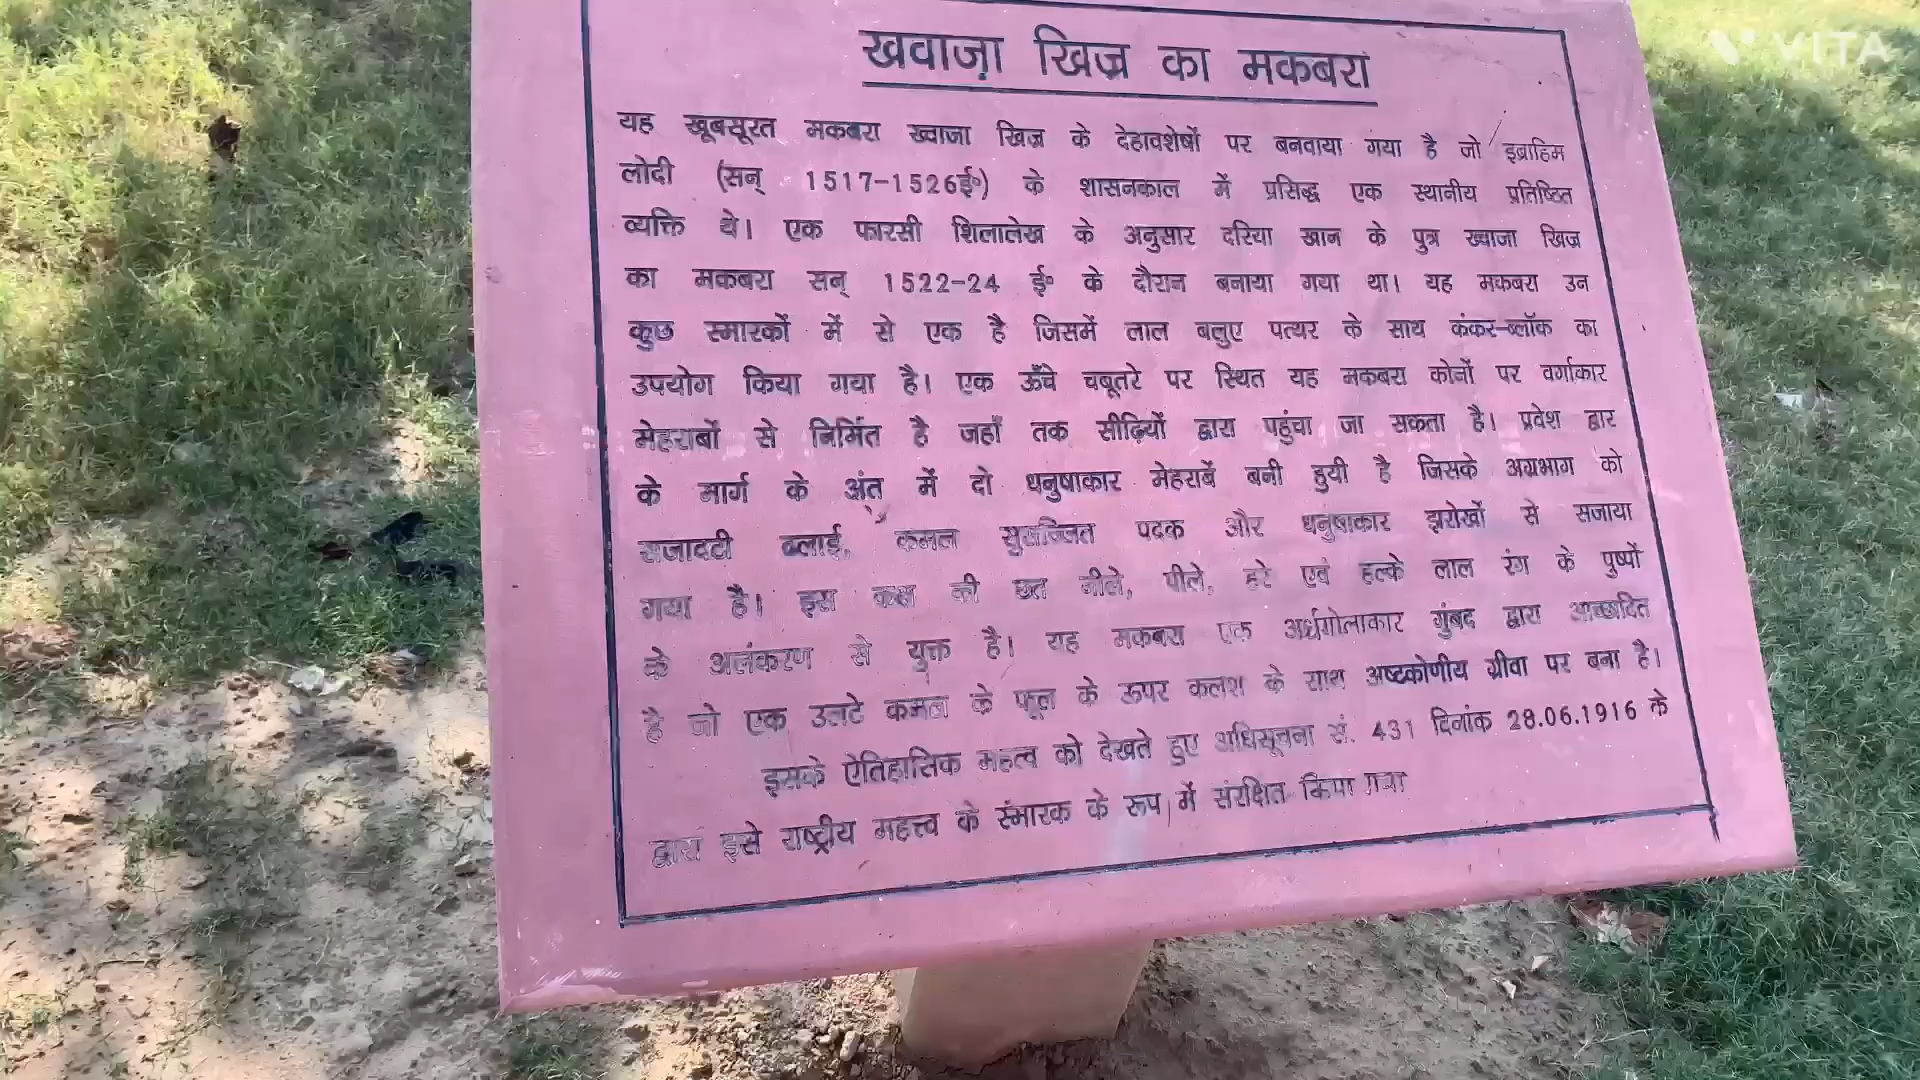 खवाज़ा खिज्र का मकबरा
यह खूबसूरत मकबरा ख्वाजा खिज्र के देहावशेषों पर बनवाया गया है जो इब्राहिम
लोदी (सन् 1517-1526ई॰) के शासनकाल में प्रसिद्ध एक स्थानीय प्रतिष्ठित
व्यक्ति थे। एक फारसी शिलालेख के अनुसार दरिया खान के पुत्र ख्वाजा खिज्र
का मकबरा सन् 1522-24 ई॰ के दौरान बनाया गया था। यह मकबरा उन
कुछ स्मारकों में से एक है जिसमें लाल बलुए पत्थर के साथ कंकर-ब्लॉक का
उपयोग किया गया है। एक ऊँचे चबूतरे पर स्थित यह मकबरा कोनों पर वर्गाकार
मेहराबों से निर्मित है जहाँ तक सीढ़ियों द्वारा पहुंचा जा सकता है। प्रवेश द्वार
के मार्ग के अंत में दो धनुषाकार मेहराबें बनी हुयी है जिसके अग्रभाग को
सजावटी ब्लाई, कमल सुसज्जित पदक और धनुषाकार झरोखों से सजाया
गया है। इस कक्ष की छत नीले, पीले, हरे एवं हल्के लाल रंग के पुष्पों
के अलंकरण से युक्त है। यह मकबरा एक अर्धगोलाकार गुंबद द्वारा आच्छादित
है जो एक उलटे कमल के फूल के ऊपर कलश के साथ अष्टकोणीय ग्रीवा पर बना है।
इसके ऐतिहासिक महत्व को देखते हुए अधिसूचना सं. 431 दिनांक 28.06.1916 के
द्वारा इसे राष्ट्रीय महत्त्व के स्मारक के रूप में संरक्षित किया गया
VITA